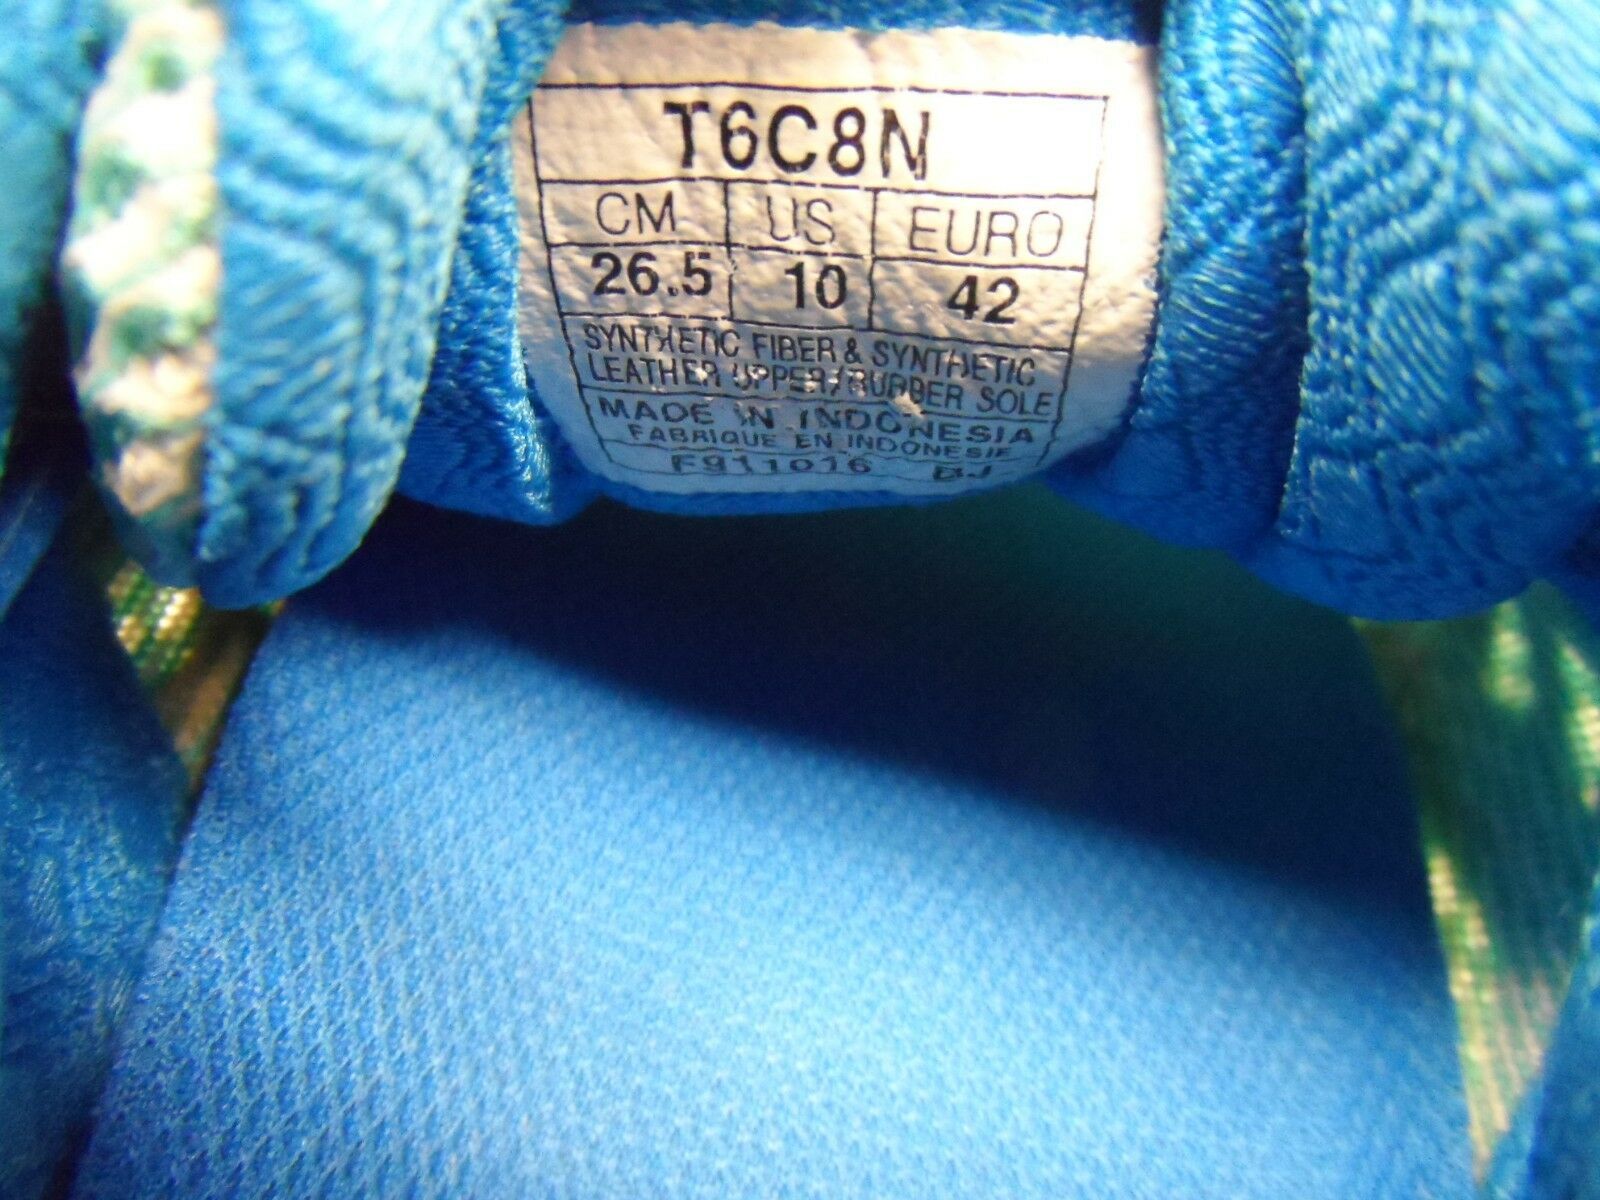 T6C8N
CM US EURO
26.5 10 42
SYNTHETIC FIBER & SYNTHETIC
LEATHER UPPER/RUBBER SOLE
MADE IN INDONESIA
FABRIQUE EN INDONESIE
F911016 BJ